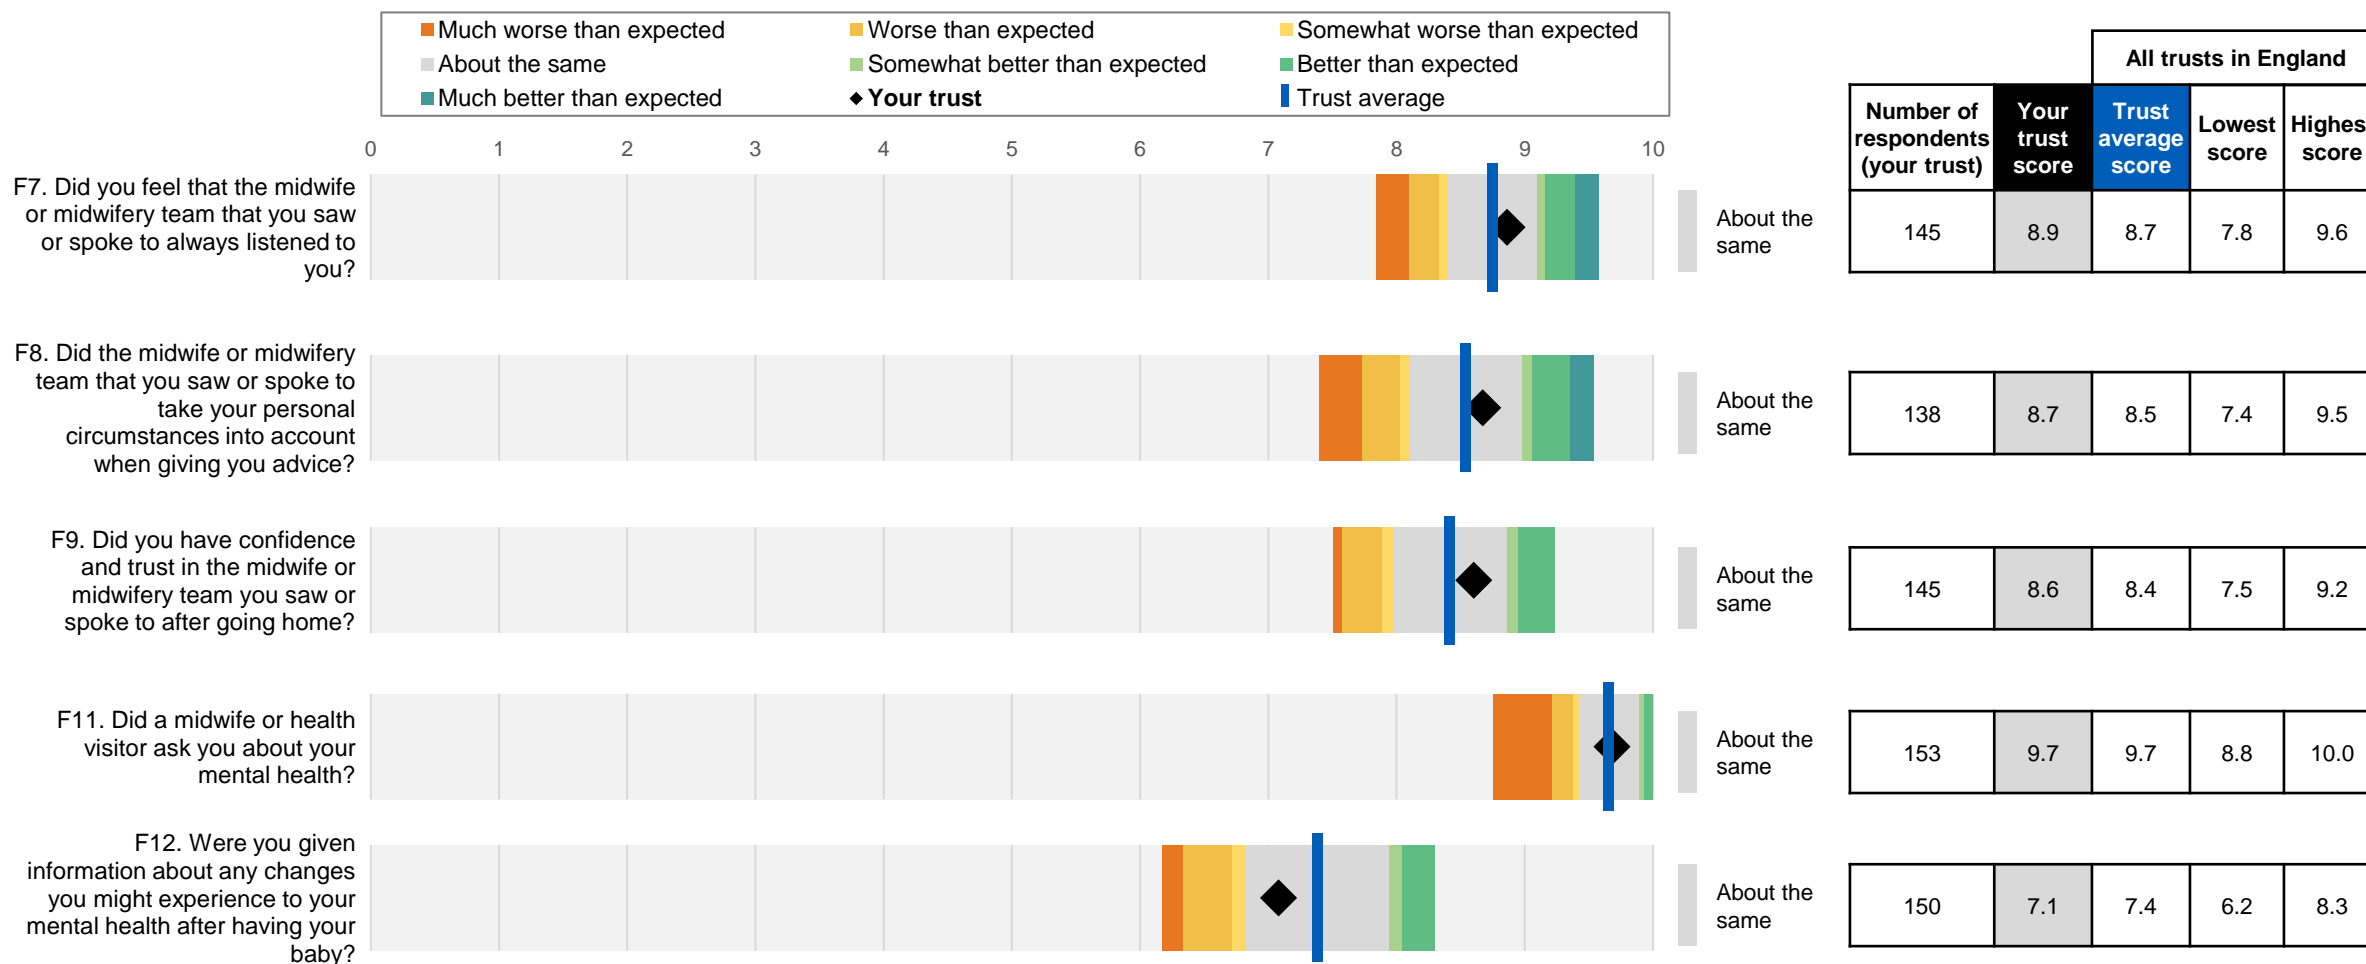 Much worse than expected
Worse than expected
Somewhat worse than expected
About the same
Somewhat better than expected
Better than expected
Much better than expected
Your trust
Trust average
All trusts in England
Number of
respondents
(your trust)
Your
trust
score
Trust
average
score
Lowest
score
Highes
score
0 1 2 3 4 5 6 7 8 9 10
F7. Did you feel that the midwife
or midwifery team that you saw
or spoke to always listened to
you?
About the
same
145 8.9 8.7 7.8 9.6
F8. Did the midwife or midwifery
team that you saw or spoke to
take your personal
circumstances into account
when giving you advice?
About the
same
138 8.7 8.5 7.4 9.5
F9. Did you have confidence
and trust in the midwife or
midwifery team you saw or
spoke to after going home?
About the
same
145 8.6 8.4 7.5 9.2
F11. Did a midwife or health
visitor ask you about your
mental health?
About the
same
153 9.7 9.7 8.8 10.0
F12. Were you given
information about any changes
you might experience to your
mental health after having your
baby?
About the
same
150 7.1 7.4 6.2 8.3